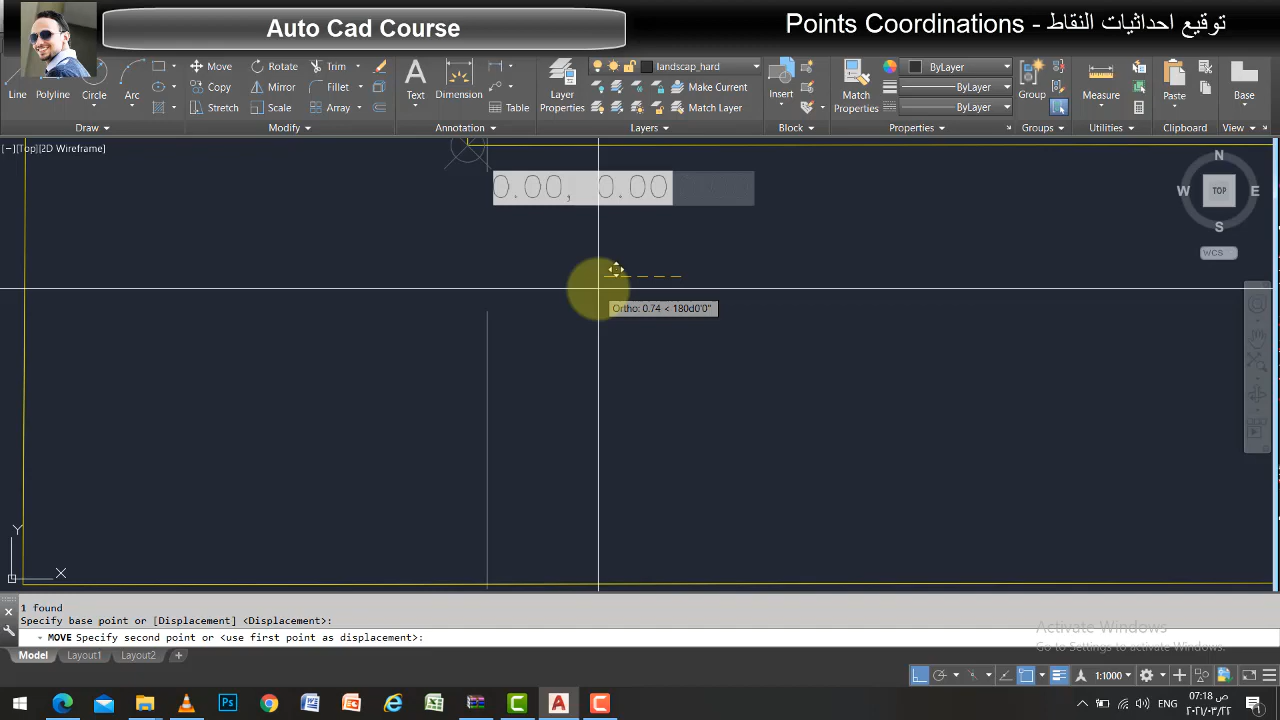 Auto Cad Course
توقيع احداثيات النقاط - Points Coordinations
Line
Polyline
Circle
Arc
Move
Copy
Stretch
Rotate
Mirror
Scale
Trim
Fillet
Array
Text
Dimension
Table
Layer Properties
landscap_hard
Make Current
Match Layer
Insert
Match Properties
ByLayer
ByLayer
ByLayer
Group
Measure
Paste
Base
Draw
Modify
Annotation
Layers
Block
Properties
Groups
Utilities
Clipboard
View
[−][Top][2D Wireframe]
0.00, 0.00
N
W
TOP
E
S
WCS
Ortho: 0.74 < 180d0'0"
Y
X
1 found
Specify base point or [Displacement] <Displacement>:
MOVE Specify second point or <use first point as displacement>:
Activate Windows
Go to Settings to activate Windows.
Model
Layout1
Layout2
+
1:1000
07:18 ص
٢٠٢١/٠٣/٢٦